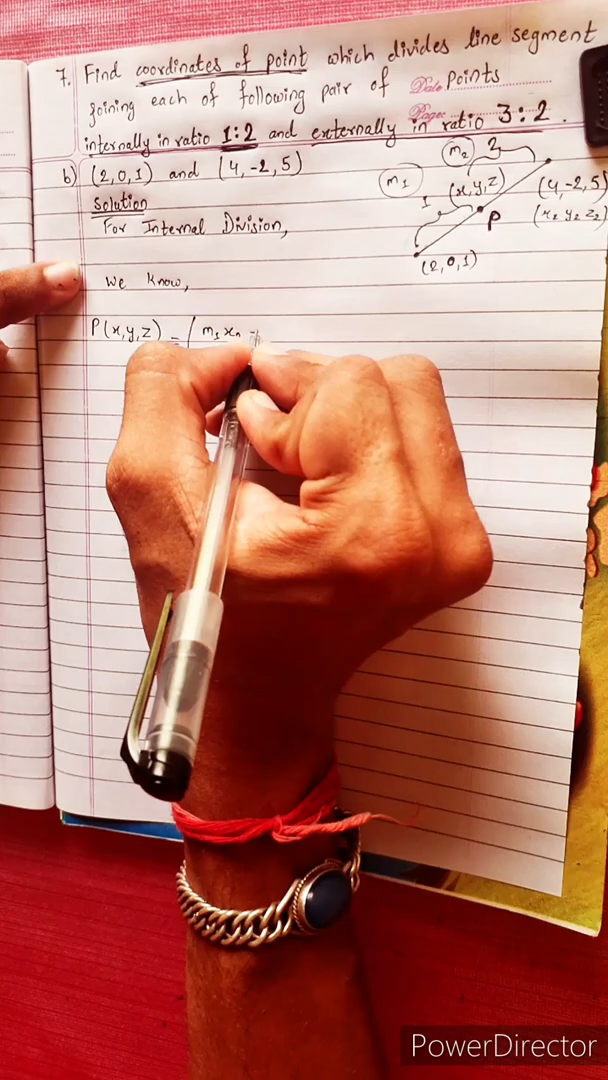 7. Find coordinates of point which divides line segment
joining each of following pair of points
Date:
Page:
internally in ratio 1:2 and externally in ratio 3:2.
b) (2,0,1) and (4,-2,5)
Solution
For Internal Division,
m₁
m₂
2
1
(x,y,z)
P
(4,-2,5)
(x₂ y₂ z₂)
(2,0,1)
We know,
P(x,y,z) = (m₁x₂ +
PowerDirector